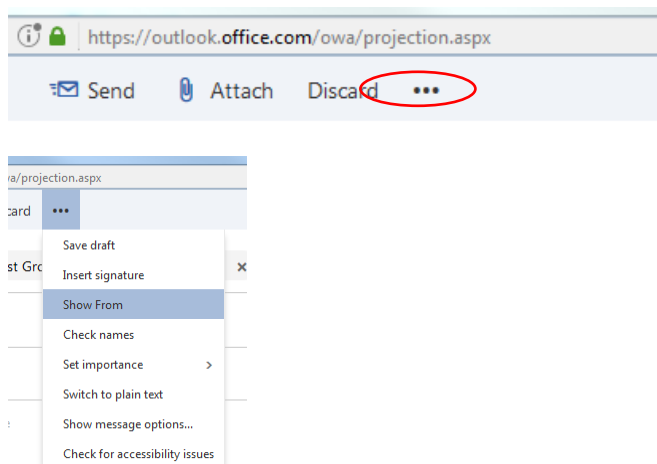 https://outlook.office.com/owa/projection.aspx
Send Attach Discard •••
va/projection.aspx
card •••
Save draft
st Gro Insert signature ×
Show From
Check names
Set importance >
Switch to plain text
Show message options...
Check for accessibility issues